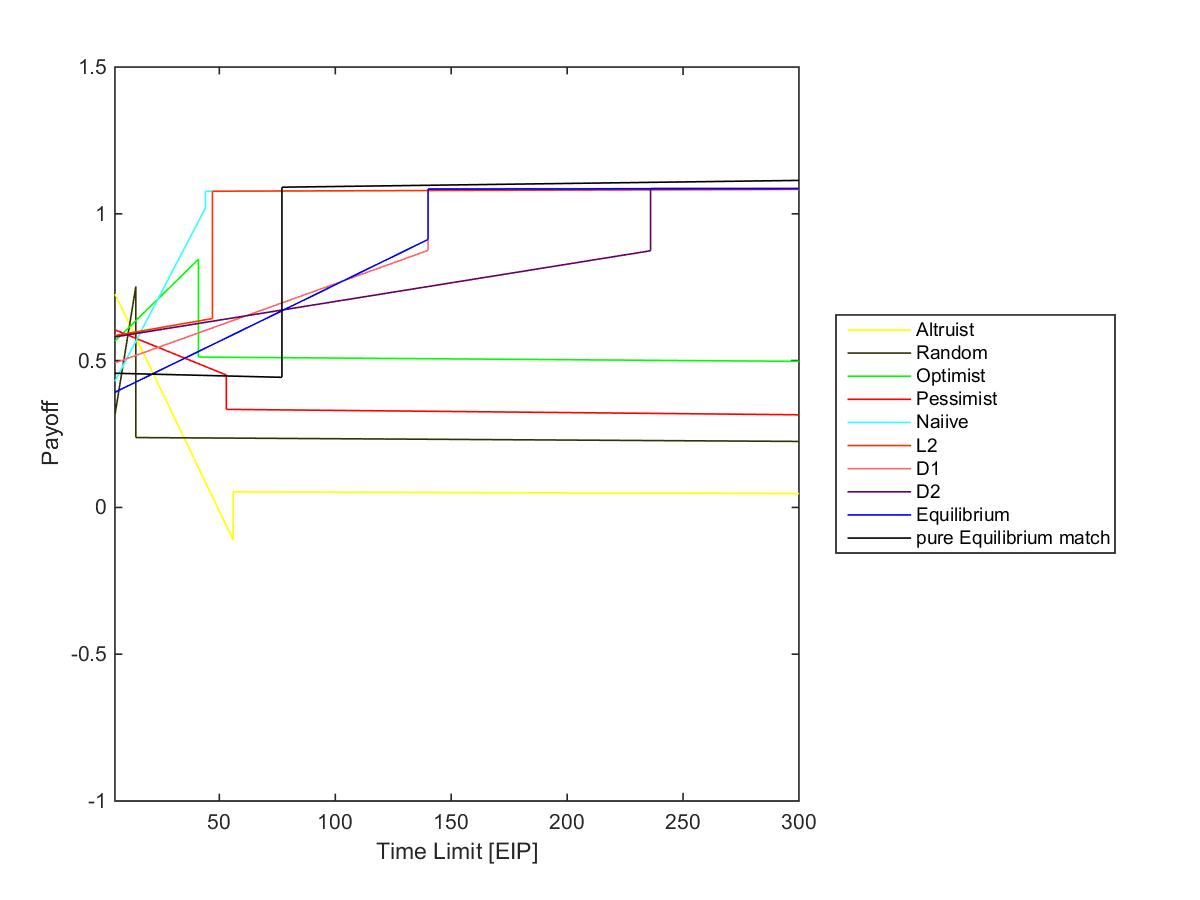 1.5
1
0.5
0
-0.5
-1
Payoff
50 100 150 200 250 300
Time Limit [EIP]
Altruist
Random
Optimist
Pessimist
Naiive
L2
D1
D2
Equilibrium
pure Equilibrium match